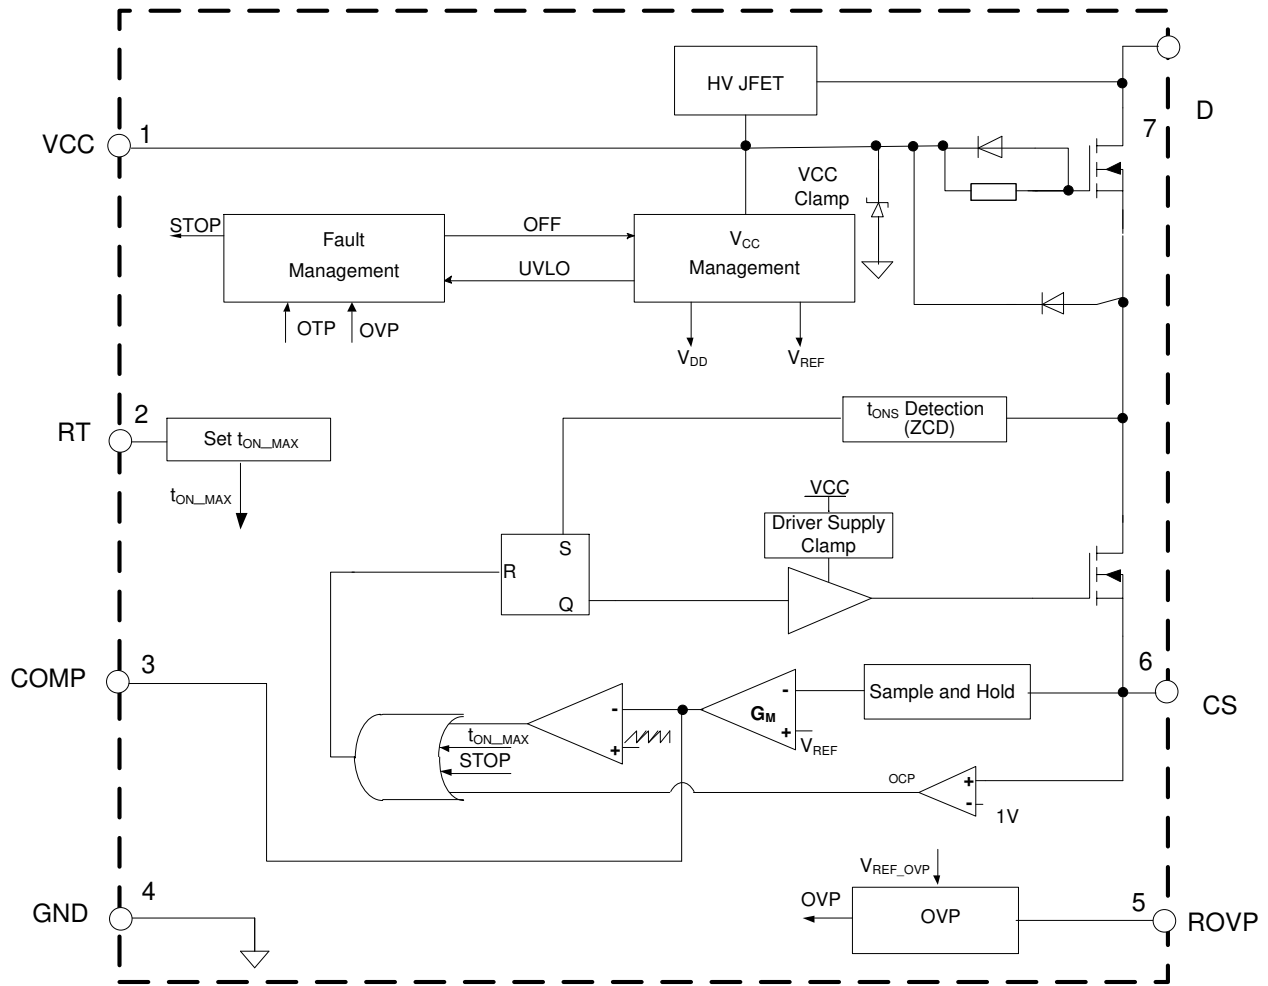 HV JFET
D
7
1
VCC
VCC
Clamp
STOP
Fault
Management
OFF
UVLO
VCC
Management
OTP
OVP
VDD
VREF
2
RT
Set tON_MAX
tON_MAX
tONS Detection
(ZCD)
VCC
Driver Supply
Clamp
S
R
Q
3
COMP
6
CS
Sample and Hold
-
GM
+
VREF
-
+
tON_MAX
STOP
OCP
+
-
1V
4
GND
VREF_OVP
OVP
OVP
5
ROVP